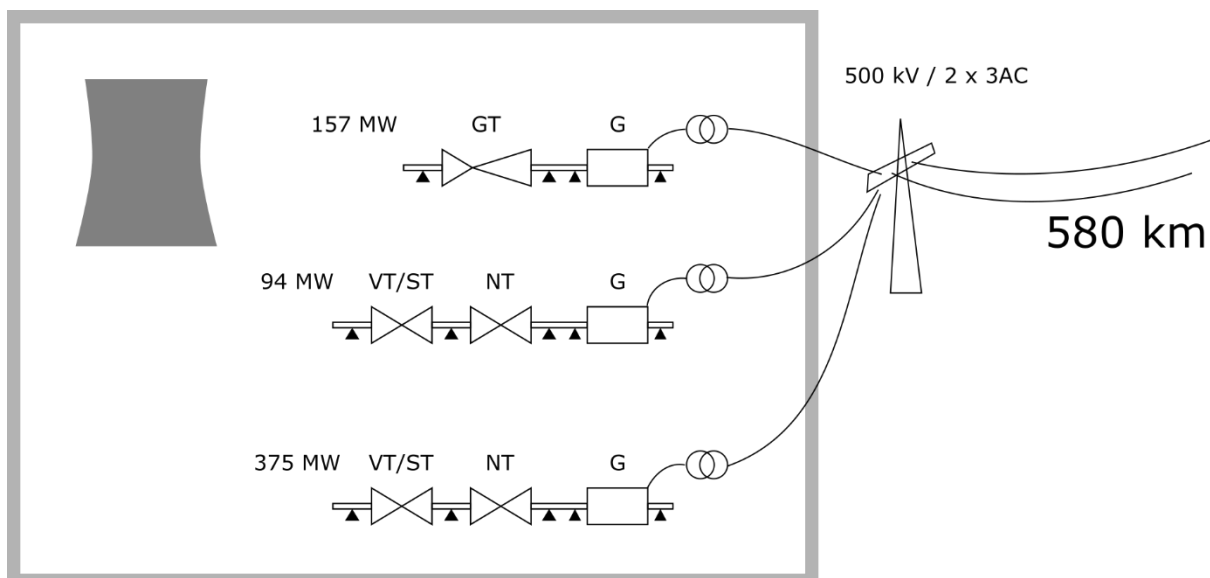 500 kV / 2 x 3AC
157 MW GT G
580 km
94 MW VT/ST NT G
375 MW VT/ST NT G